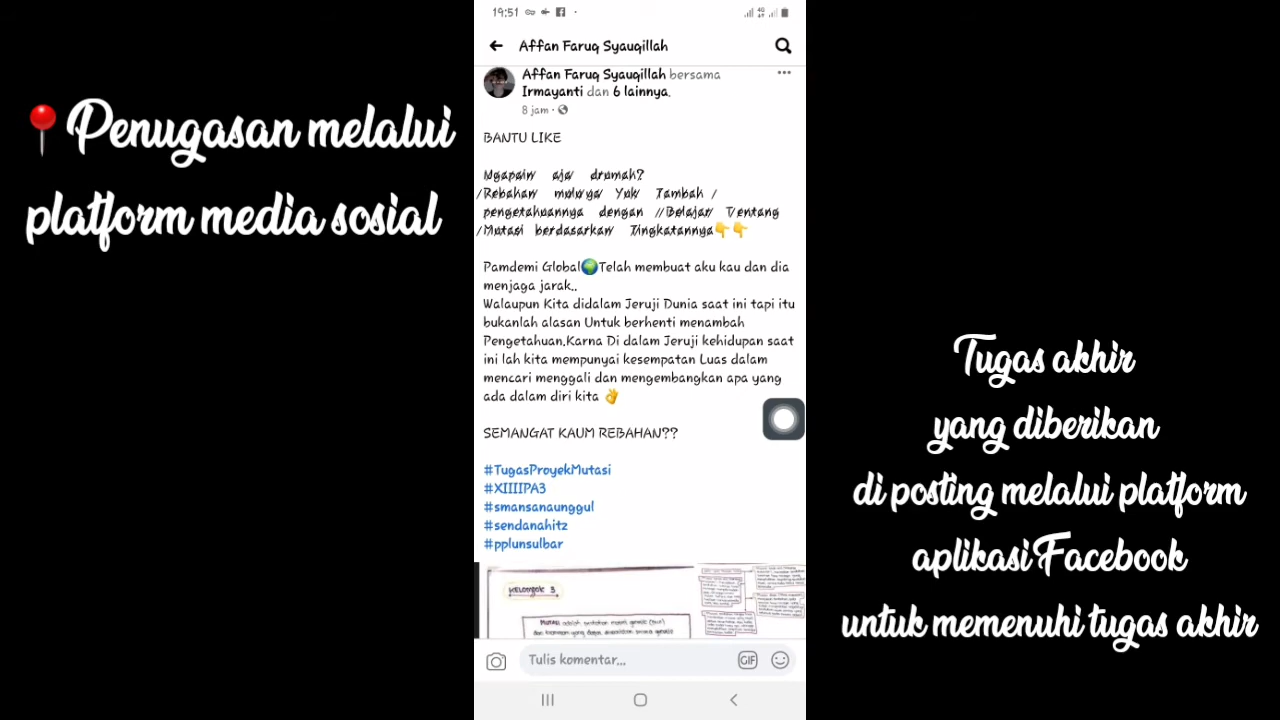 📍Penugasan melalui
platform media sosial
19:51
Affan Faruq Syauqillah
Affan Faruq Syauqillah bersama
Irmayanti dan 6 lainnya.
8 jam
BANTU LIKE
Ngapain aja drumah?
/Rebahan mulu ya Yuk Tambah /
pengetahuannya dengan //Belajar Tentang
/Mutasi berdasarkan Tingkatannya👇👇
Pamdemi Global🌍Telah membuat aku kau dan dia
menjaga jarak..
Walaupun Kita didalam Jeruji Dunia saat ini tapi itu
bukanlah alasan Untuk berhenti menambah
Pengetahuan.Karna Di dalam Jeruji kehidupan saat
ini lah kita mempunyai kesempatan Luas dalam
mencari menggali dan mengembangkan apa yang
ada dalam diri kita 👌
SEMANGAT KAUM REBAHAN??
#TugasProyekMutasi
#XIIIIPA3
#smansanaunggul
#sendanahitz
#pplunsulbar
Kelompok 3
Tulis komentar...
GIF
Tugas akhir
yang diberikan
di posting melalui platform
aplikasi Facebook
untuk memenuhi tugas akhir